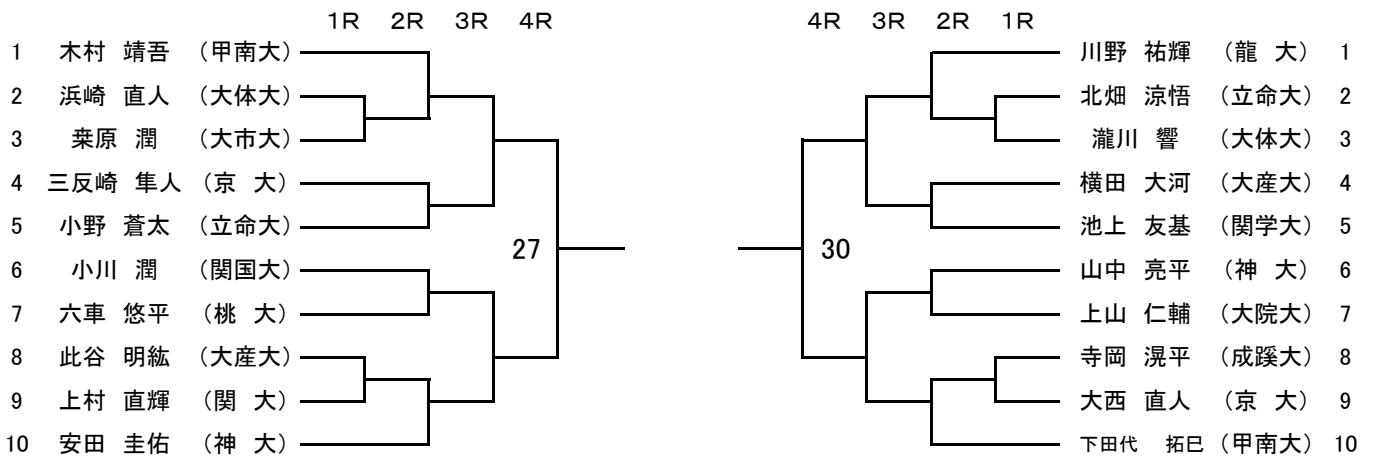 1R 2R 3R 4R
1 木村 靖吾 （甲南大）
2 浜崎 直人 （大体大）
3 桒原 潤 （大市大）
4 三反崎 隼人 （京 大）
5 小野 蒼太 （立命大）
6 小川 潤 （関国大）
7 六車 悠平 （桃 大）
8 此谷 明紘 （大産大）
9 上村 直輝 （関 大）
10 安田 圭佑 （神 大）
27
4R 3R 2R 1R
川野 祐輝 （龍 大） 1
北畑 涼悟 （立命大） 2
瀧川 響 （大体大） 3
横田 大河 （大産大） 4
池上 友基 （関学大） 5
山中 亮平 （神 大） 6
上山 仁輔 （大院大） 7
寺岡 滉平 （成蹊大） 8
大西 直人 （京 大） 9
下田代 拓巳 （甲南大） 10
30